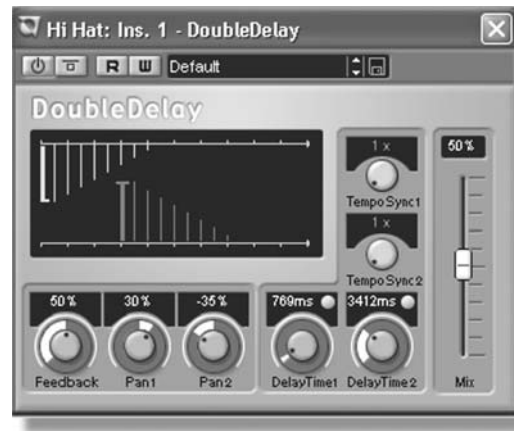 Hi Hat: Ins. 1 - DoubleDelay
R W Default
DoubleDelay
1 x
50 %
TempoSync1
1 x
TempoSync2
50 % 30 % -35 % 769ms 3412ms
Feedback Pan1 Pan2 DelayTime1 DelayTime2 Mix